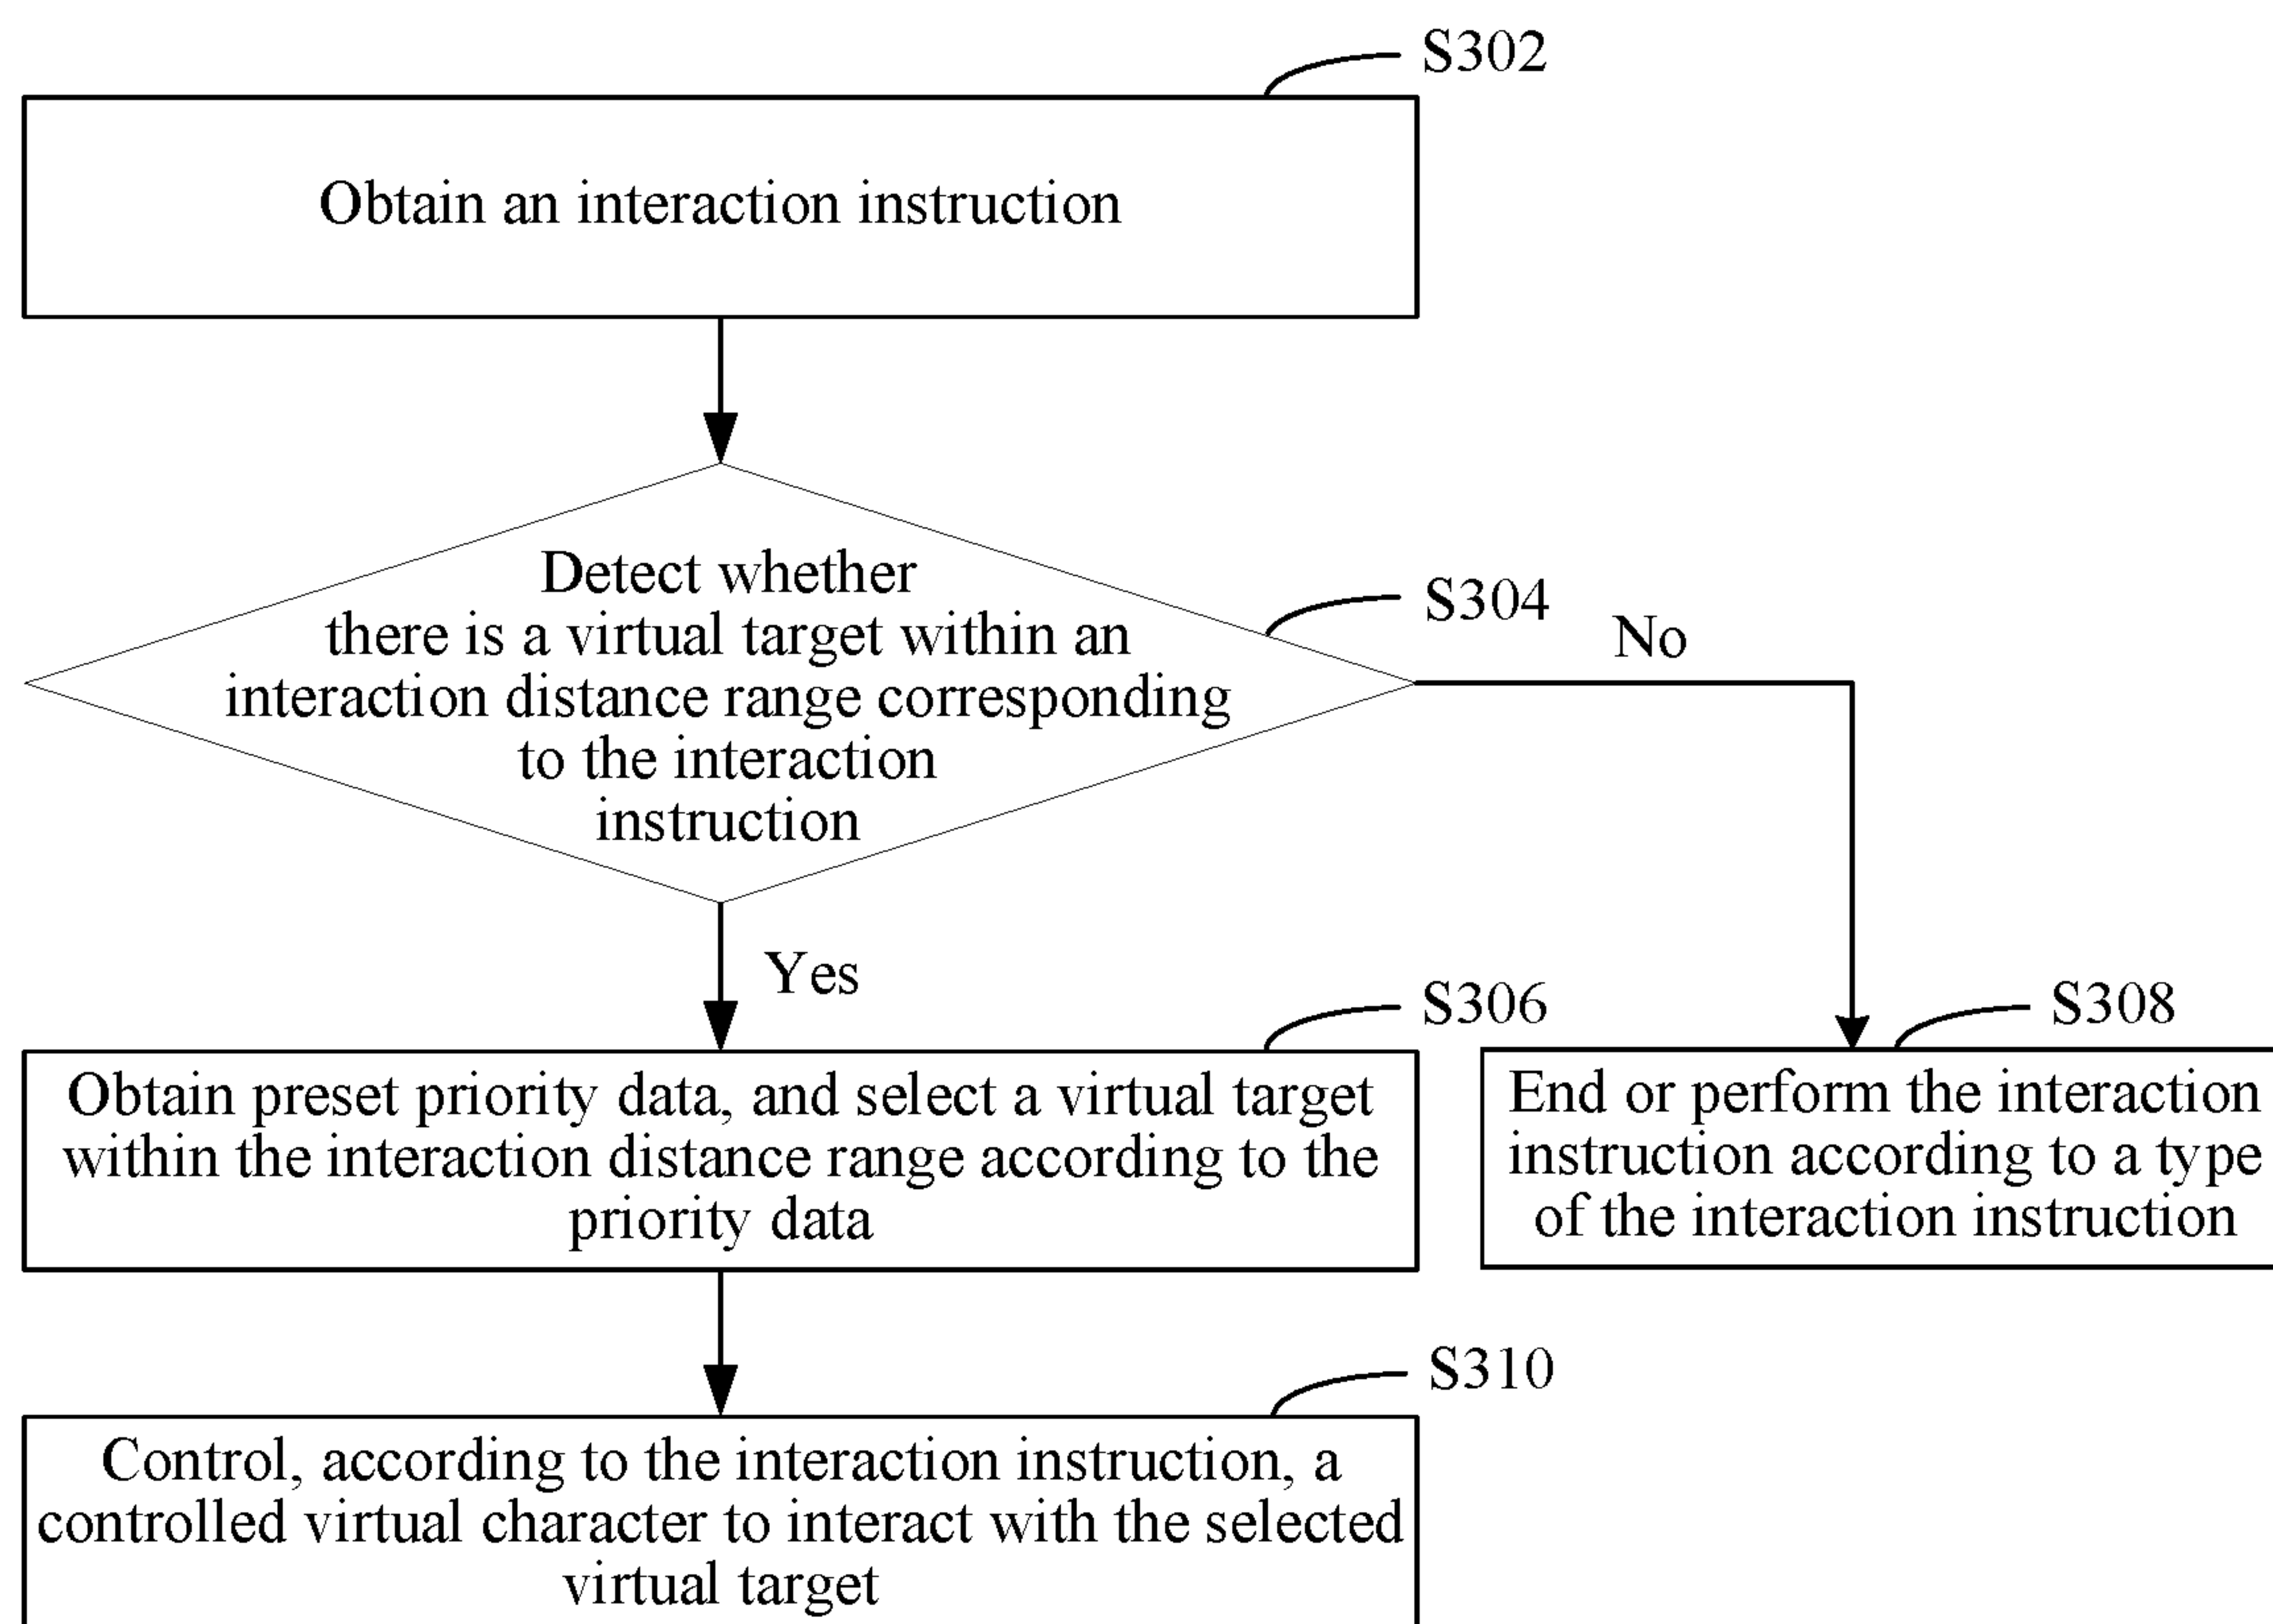 S302
Obtain an interaction instruction
Detect whether
there is a virtual target within an
interaction distance range corresponding
to the interaction
instruction
S304
No
Yes
S306
Obtain preset priority data, and select a virtual target
within the interaction distance range according to the
priority data
S308
End or perform the interaction
instruction according to a type
of the interaction instruction
S310
Control, according to the interaction instruction, a
controlled virtual character to interact with the selected
virtual target